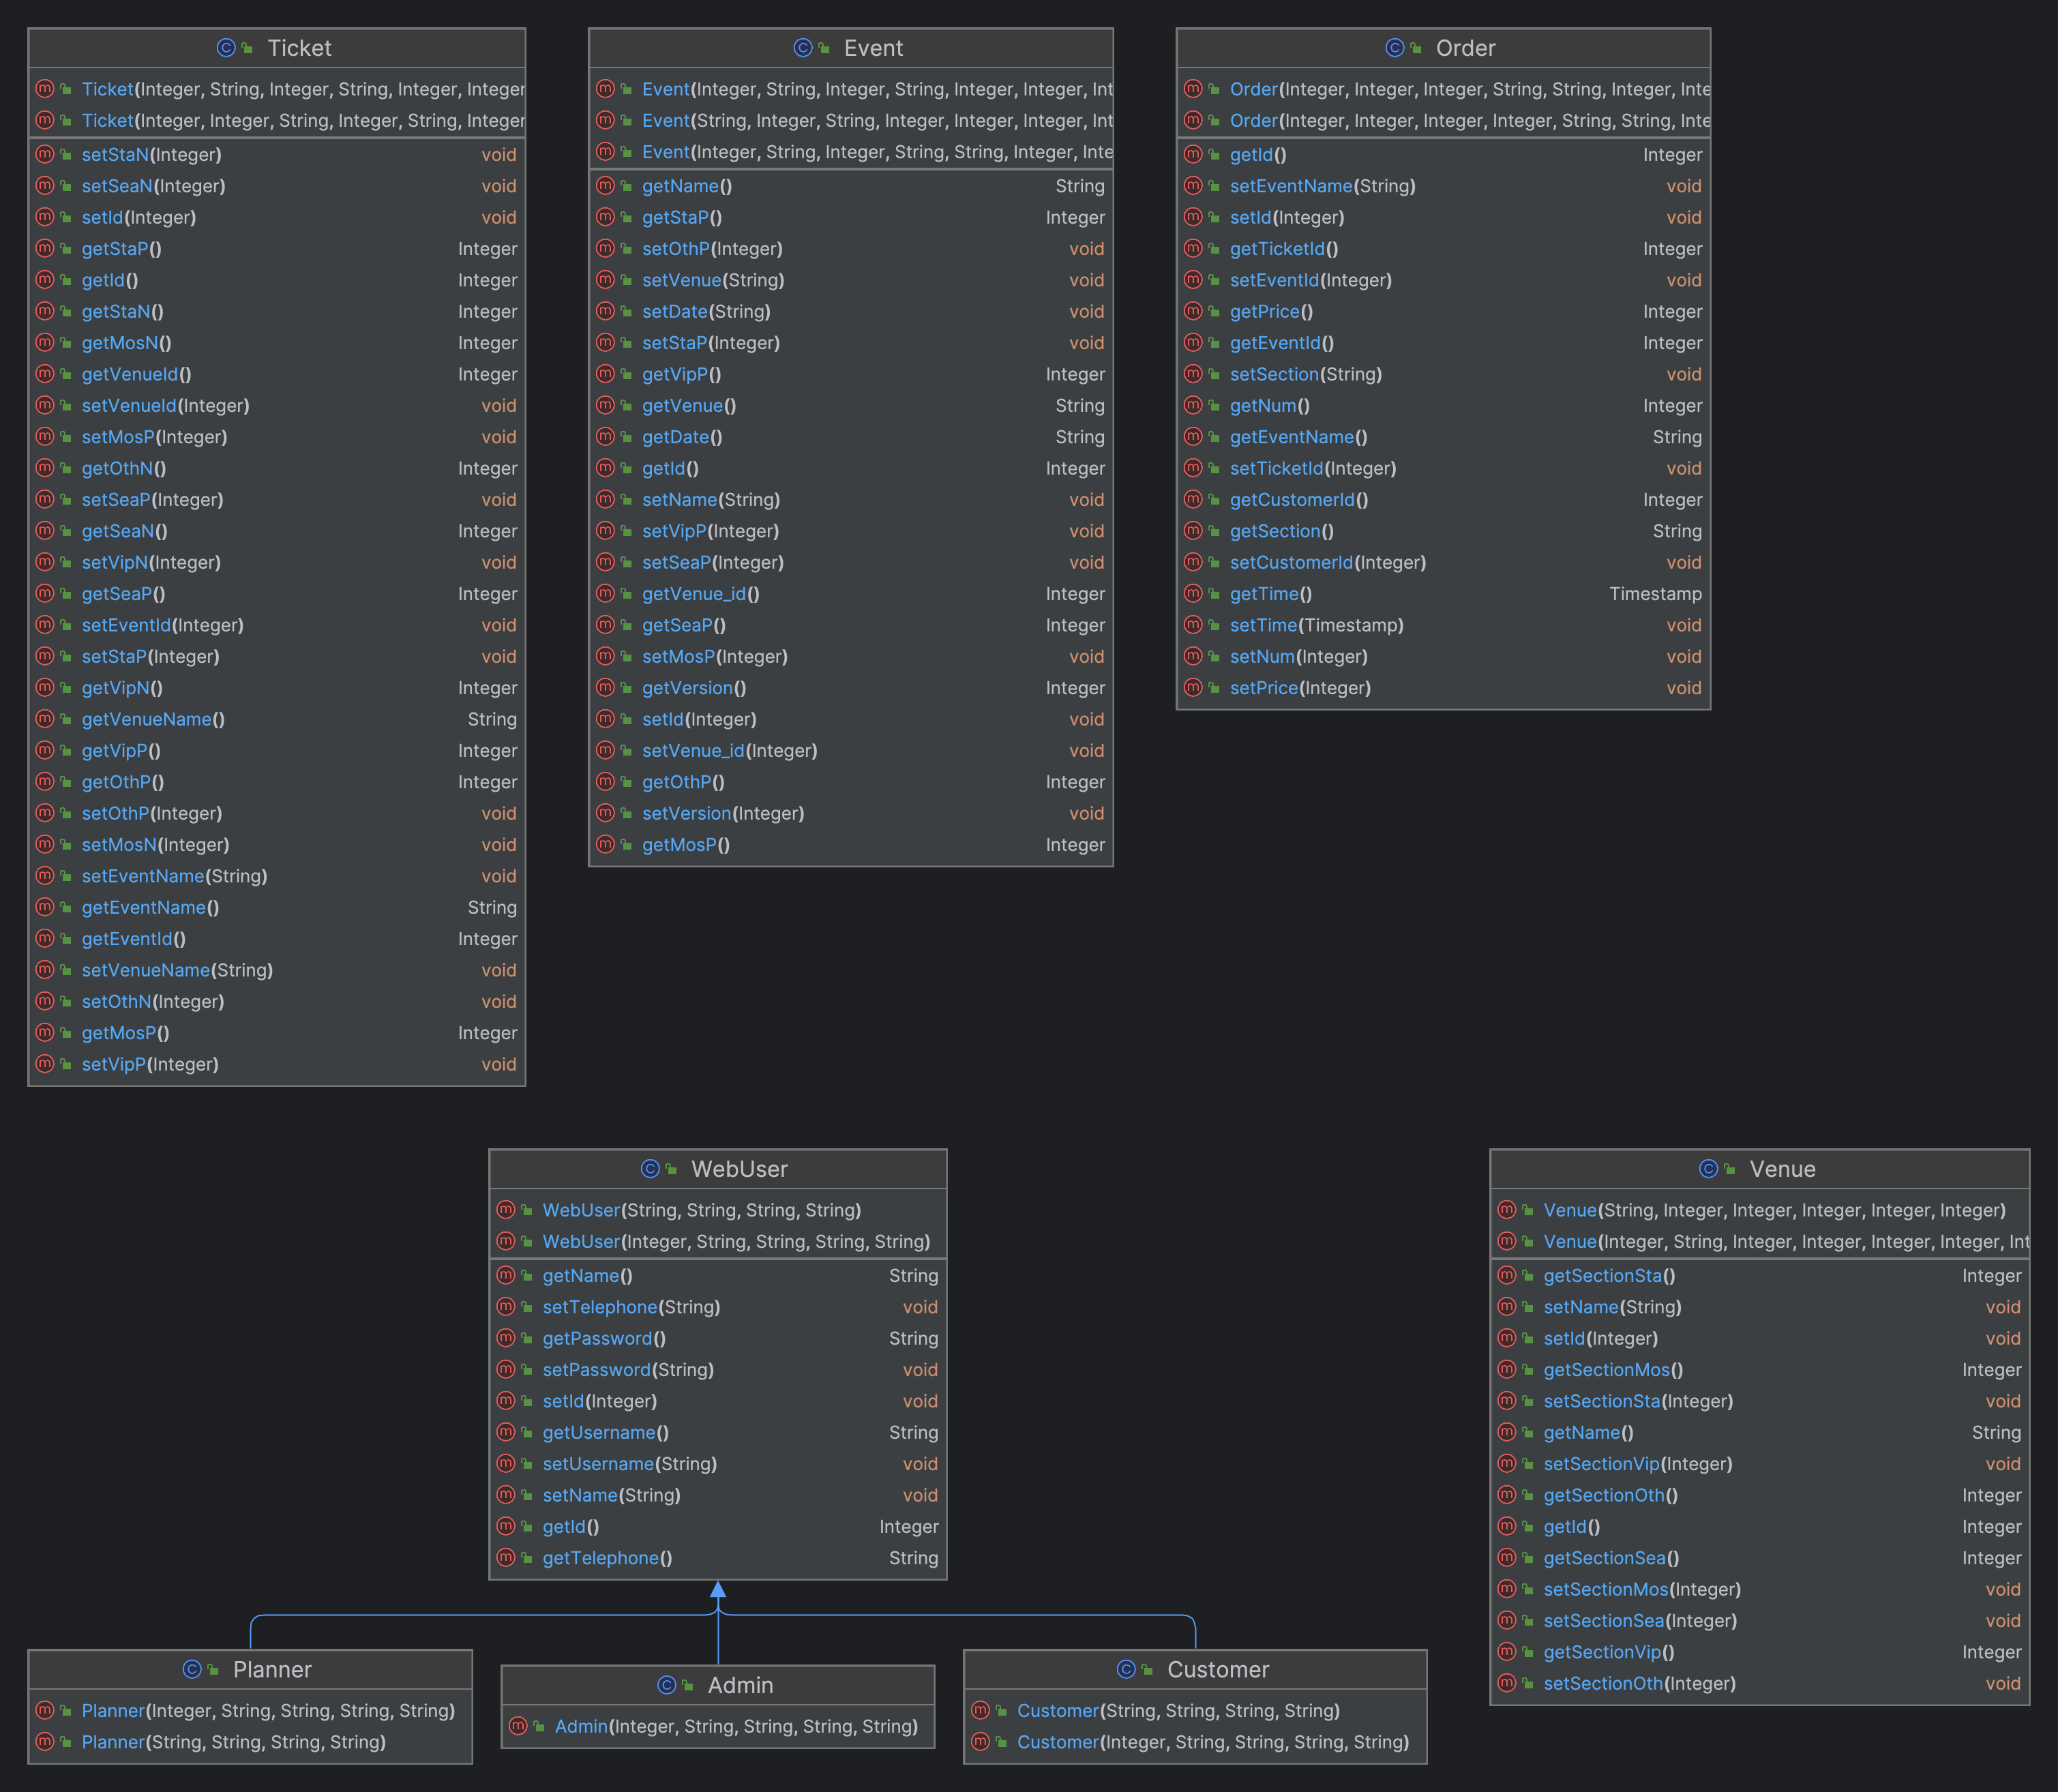 Ticket
Ticket(Integer, String, Integer, String, Integer, Integer
Ticket(Integer, Integer, String, Integer, String, Integer
setStaN(Integer) void
setSeaN(Integer) void
setId(Integer) void
getStaP() Integer
getId() Integer
getStaN() Integer
getMosN() Integer
getVenueId() Integer
setVenueId(Integer) void
setMosP(Integer) void
getOthN() Integer
setSeaP(Integer) void
getSeaN() Integer
setVipN(Integer) void
getSeaP() Integer
setEventId(Integer) void
setStaP(Integer) void
getVipN() Integer
getVenueName() String
getVipP() Integer
getOthP() Integer
setOthP(Integer) void
setMosN(Integer) void
setEventName(String) void
getEventName() String
getEventId() Integer
setVenueName(String) void
setOthN(Integer) void
getMosP() Integer
setVipP(Integer) void
Event
Event(Integer, String, Integer, String, Integer, Integer, Int
Event(String, Integer, String, Integer, Integer, Integer, Int
Event(Integer, String, Integer, String, String, Integer, Inte
getName() String
getStaP() Integer
setOthP(Integer) void
setVenue(String) void
setDate(String) void
setStaP(Integer) void
getVipP() Integer
getVenue() String
getDate() String
getId() Integer
setName(String) void
setVipP(Integer) void
setSeaP(Integer) void
getVenue_id() Integer
getSeaP() Integer
setMosP(Integer) void
getVersion() Integer
setId(Integer) void
setVenue_id(Integer) void
getOthP() Integer
setVersion(Integer) void
getMosP() Integer
Order
Order(Integer, Integer, Integer, String, String, Integer, Inte
Order(Integer, Integer, Integer, Integer, String, String, Inte
getId() Integer
setEventName(String) void
setId(Integer) void
getTicketId() Integer
setEventId(Integer) void
getPrice() Integer
getEventId() Integer
setSection(String) void
getNum() Integer
getEventName() String
setTicketId(Integer) void
getCustomerId() Integer
getSection() String
setCustomerId(Integer) void
getTime() Timestamp
setTime(Timestamp) void
setNum(Integer) void
setPrice(Integer) void
WebUser
WebUser(String, String, String, String)
WebUser(Integer, String, String, String, String)
getName() String
setTelephone(String) void
getPassword() String
setPassword(String) void
setId(Integer) void
getUsername() String
setUsername(String) void
setName(String) void
getId() Integer
getTelephone() String
Venue
Venue(String, Integer, Integer, Integer, Integer, Integer)
Venue(Integer, String, Integer, Integer, Integer, Integer, Int
getSectionSta() Integer
setName(String) void
setId(Integer) void
getSectionMos() Integer
setSectionSta(Integer) void
getName() String
setSectionVip(Integer) void
getSectionOth() Integer
getId() Integer
getSectionSea() Integer
setSectionMos(Integer) void
setSectionSea(Integer) void
getSectionVip() Integer
setSectionOth(Integer) void
Planner
Planner(Integer, String, String, String, String)
Planner(String, String, String, String)
Admin
Admin(Integer, String, String, String, String)
Customer
Customer(String, String, String, String)
Customer(Integer, String, String, String, String)